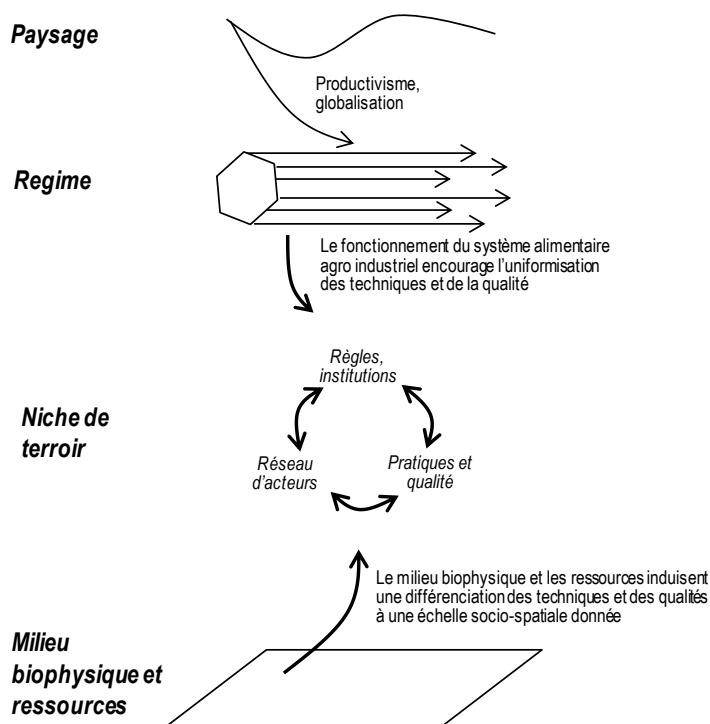 Paysage
Productivisme,
globalisation
Regime
Le fonctionnement du système alimentaire
agro industriel encourage l'uniformisation
des techniques et de la qualité
Règles,
institutions
Niche de
terroir
Réseau
d'acteurs
Pratiques et
qualité
Le milieu biophysique et les ressources induisent
une différenciation des techniques et des qualités
à une échelle socio-spatiale donnée
Milieu
biophysique et
ressources